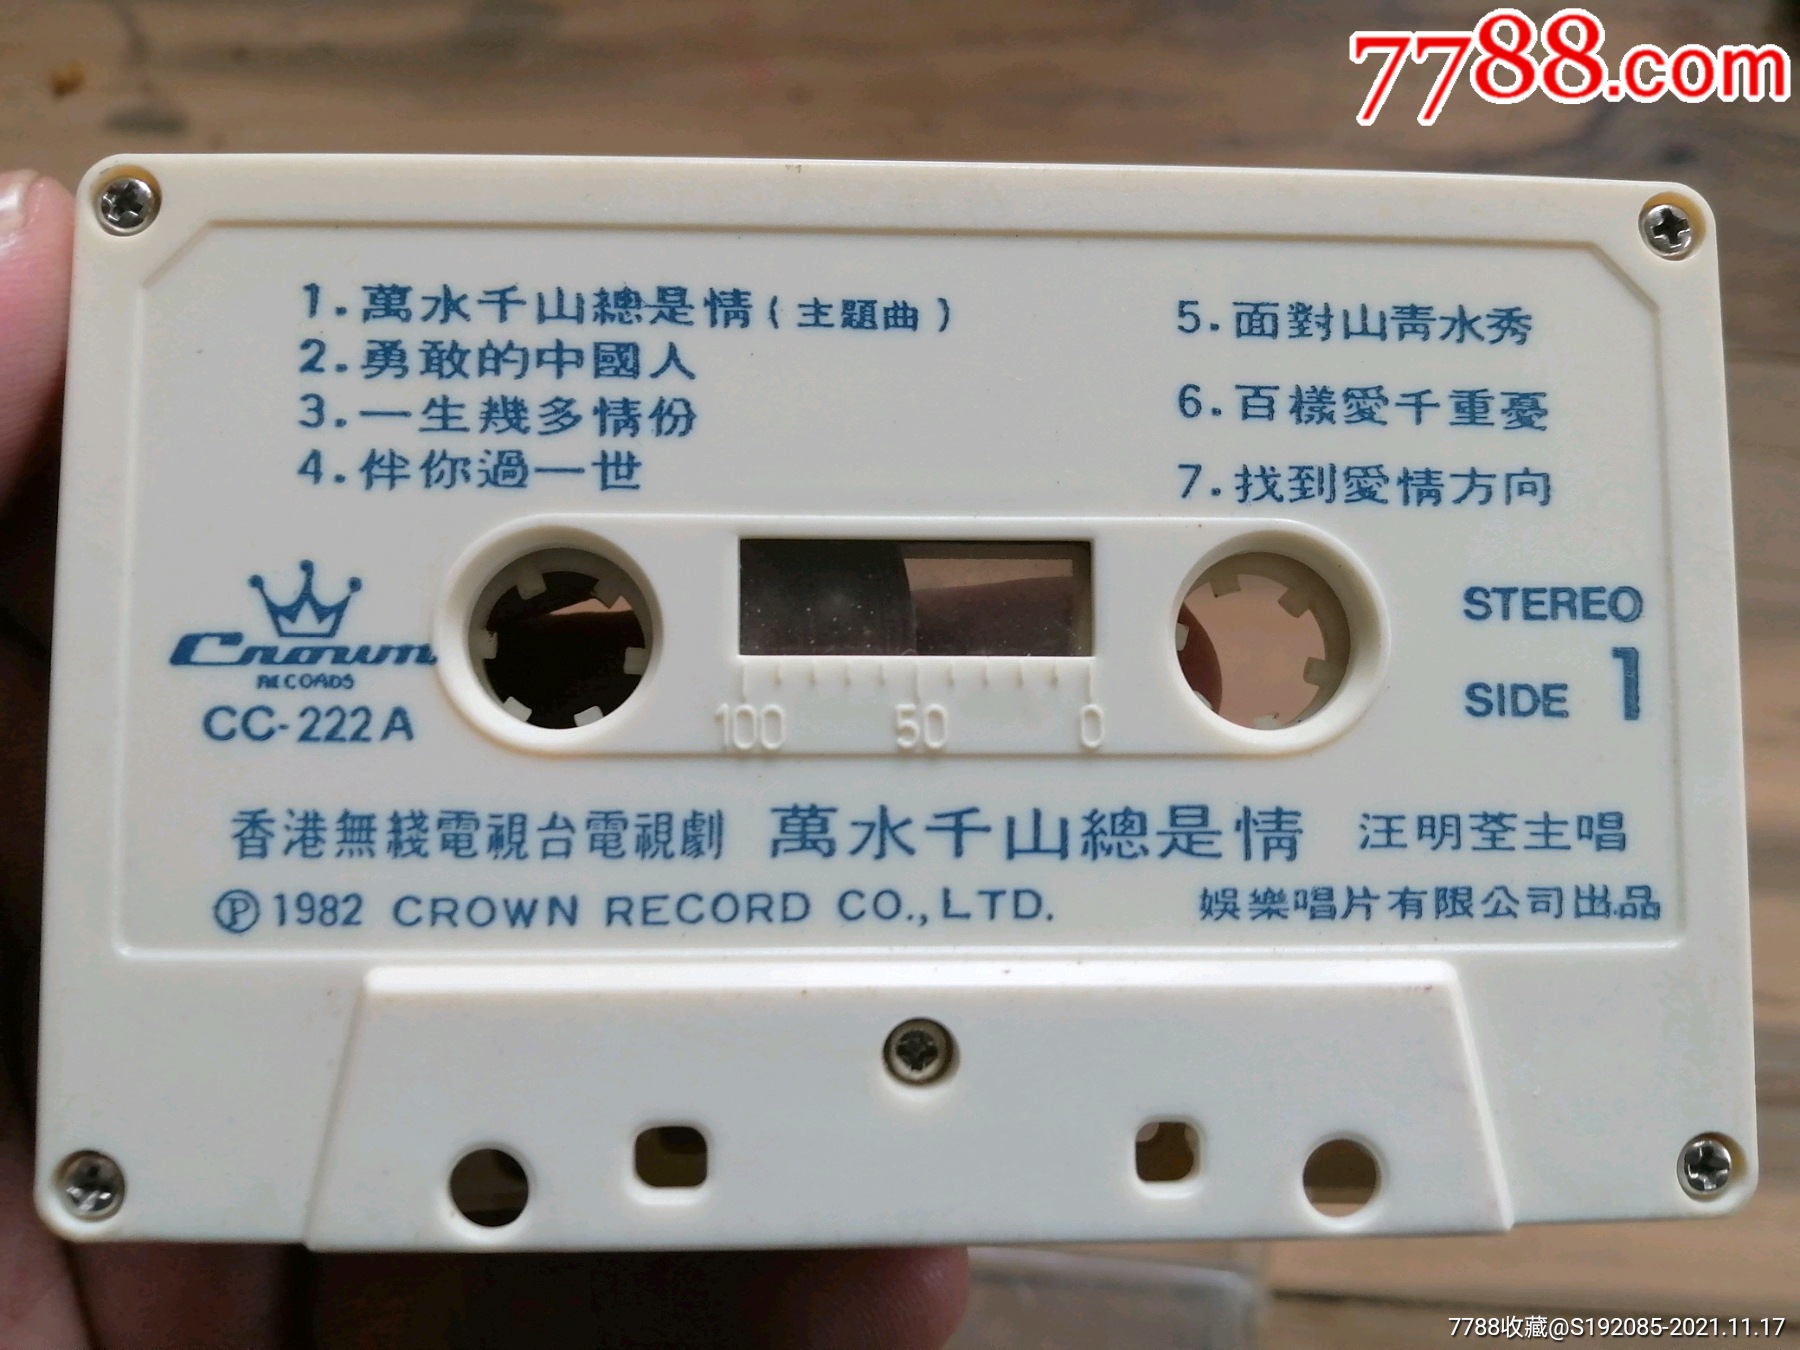 7788.com
1.萬水千山總是情(主題曲)
2.勇敢的中國人
3.一生幾多情份
4.伴你過一世
5.面對山青水秀
6.百樣愛千重憂
7.找到愛情方向
Crown
RECORDS
CC-222A
100 50 0
STEREO
SIDE 1
香港無綫電視台電視劇 萬水千山總是情 汪明荃主唱
Ⓟ1982 CROWN RECORD CO.,LTD. 娛樂唱片有限公司出品
7788收藏@S192085-2021.11.17